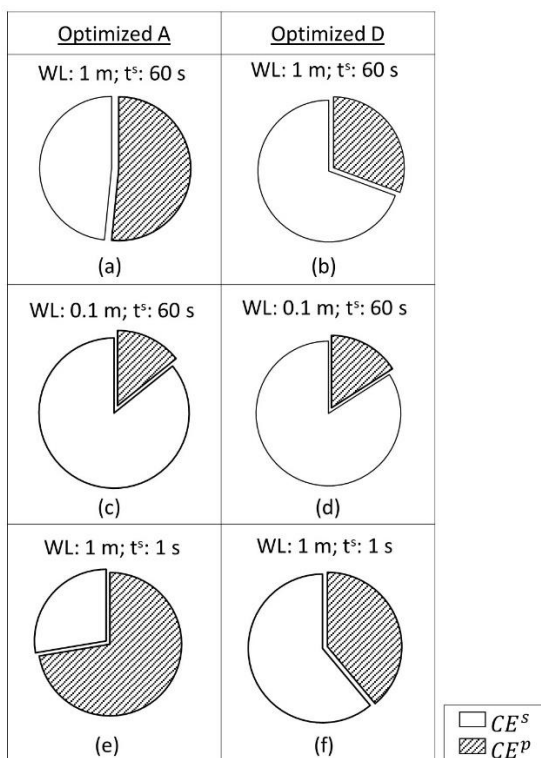 Optimized A
Optimized D
WL: 1 m; tˢ: 60 s
WL: 1 m; tˢ: 60 s
(a)
(b)
WL: 0.1 m; tˢ: 60 s
WL: 0.1 m; tˢ: 60 s
(c)
(d)
WL: 1 m; tˢ: 1 s
WL: 1 m; tˢ: 1 s
(e)
(f)
CEˢ
CEᵖ